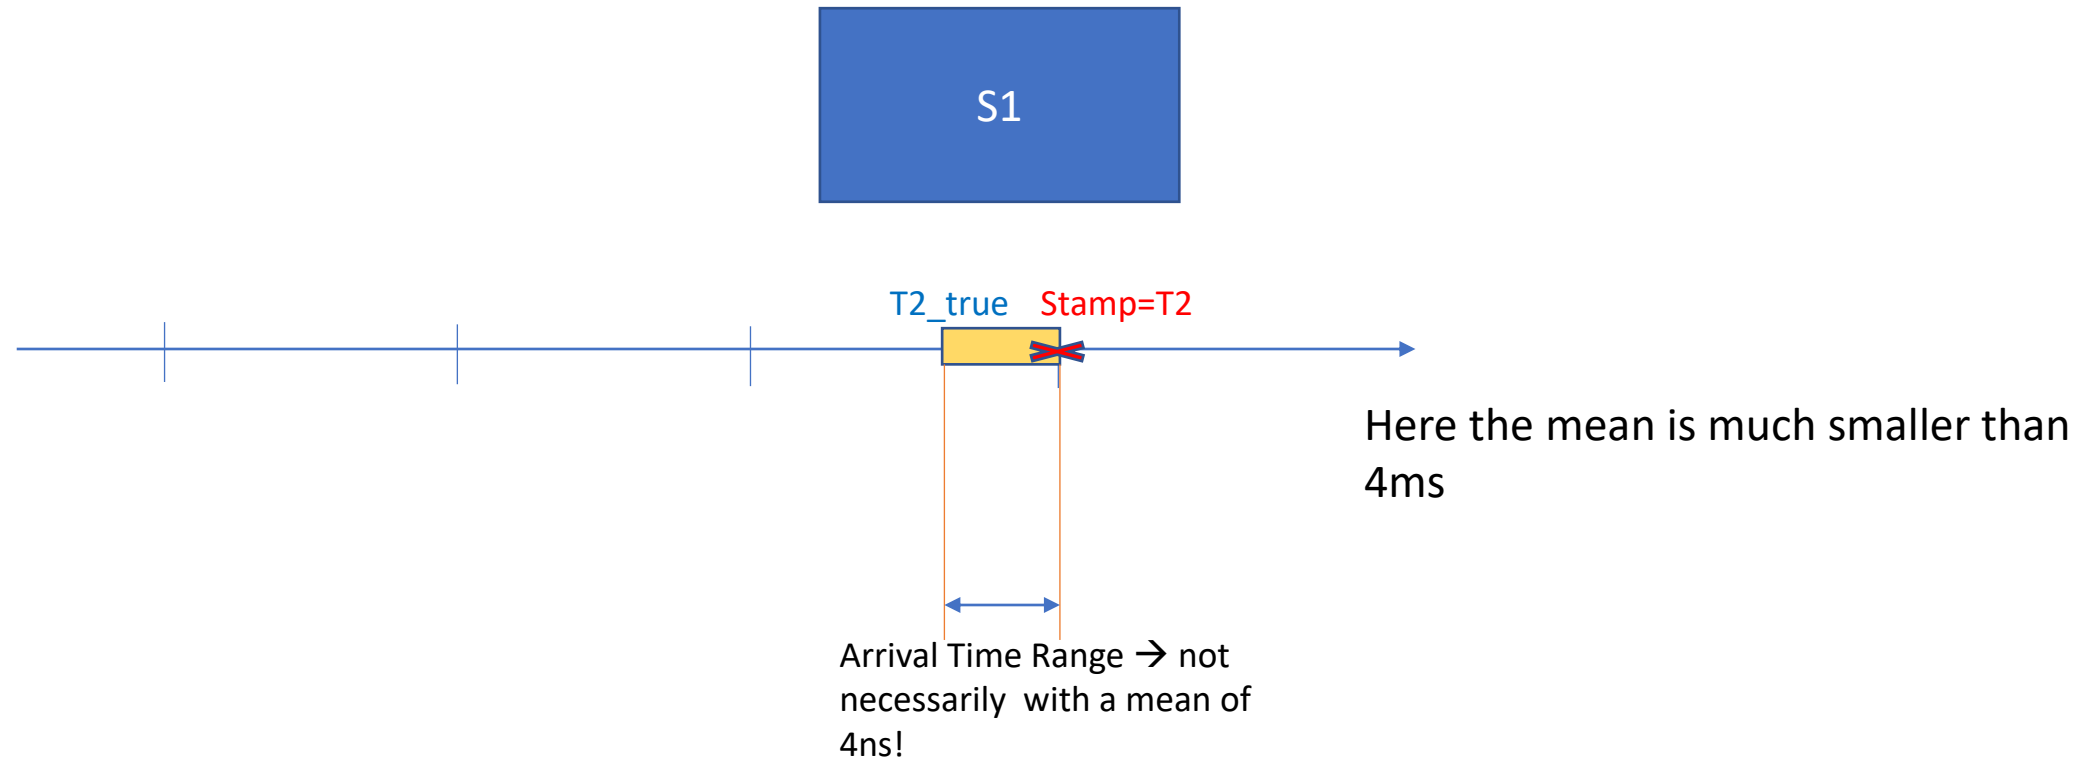 S1
T2_true Stamp=T2
Here the mean is much smaller than
4ms
Arrival Time Range → not
necessarily  with a mean of
4ns!